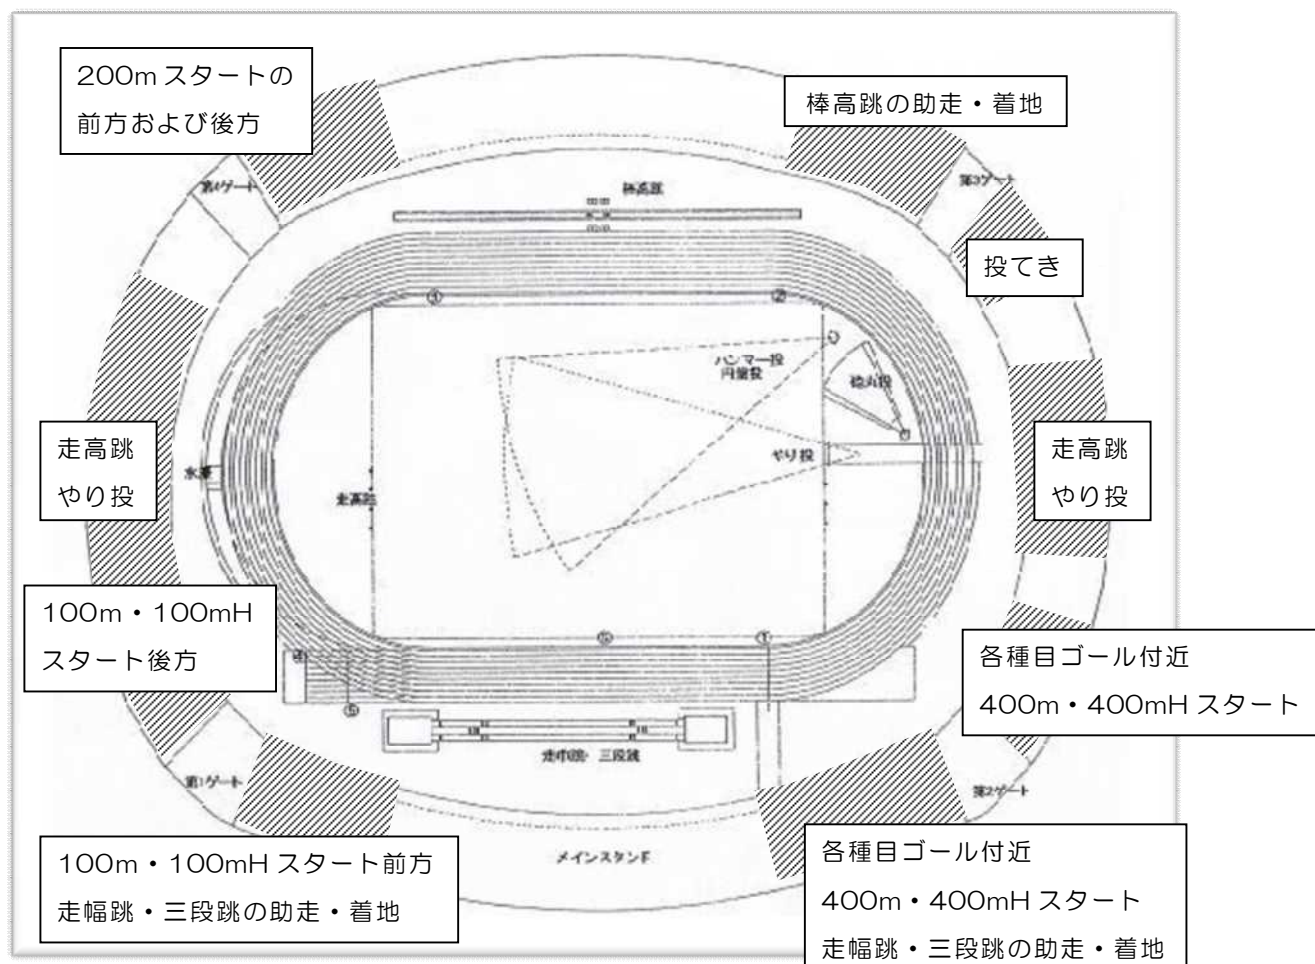 200m スタートの
前方および後方
棒高跳の助走・着地
第4ゲート
第3ゲート
棒高跳
投てき
③
②
ハンマー投
円盤投
砲丸投
走高跳
やり投
水濠
走高跳
やり投
走高跳
やり投
100m・100mH
スタート後方
⑤
①
各種目ゴール付近
400m・400mH スタート
④
⑤
走巾跳・三段跳
第1ゲート
第2ゲート
メインスタンド
100m・100mH スタート前方
走幅跳・三段跳の助走・着地
各種目ゴール付近
400m・400mH スタート
走幅跳・三段跳の助走・着地